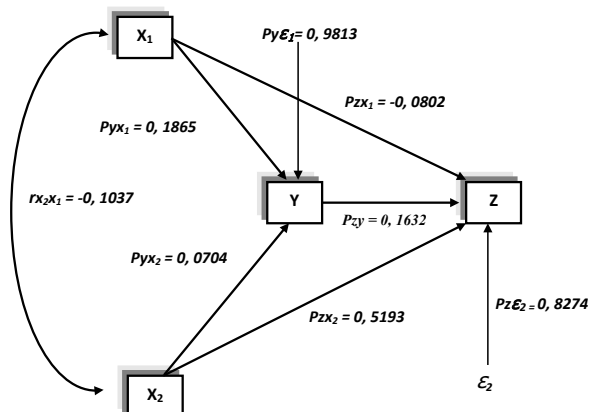 X₁
Pyε₁= 0, 9813
Pzx₁ = -0, 0802
Pyx₁ = 0, 1865
rx₂x₁ = -0, 1037
Y
Z
Pzy = 0, 1632
Pyx₂ = 0, 0704
Pzx₂ = 0, 5193
Pzε₂ = 0, 8274
ε₂
X₂